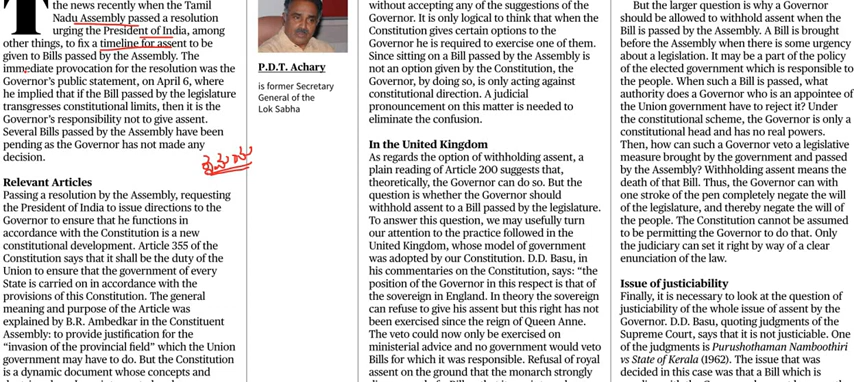 the news recently when the Tamil
Nadu Assembly passed a resolution
urging the President of India, among
other things, to fix a timeline for assent to be
given to Bills passed by the Assembly. The
immediate provocation for the resolution was the
Governor's public statement, on April 6, where
he implied that if the Bill passed by the legislature
transgresses constitutional limits, then it is the
Governor's responsibility not to give assent.
Several Bills passed by the Assembly have been
pending as the Governor has not made any
decision.
Relevant Articles
Passing a resolution by the Assembly, requesting
the President of India to issue directions to the
Governor to ensure that he functions in
accordance with the Constitution is a new
constitutional development. Article 355 of the
Constitution says that it shall be the duty of the
Union to ensure that the government of every
State is carried on in accordance with the
provisions of this Constitution. The general
meaning and purpose of the Article was
explained by B.R. Ambedkar in the Constituent
Assembly: to provide justification for the
"invasion of the provincial field" which the Union
government may have to do. But the Constitution
is a dynamic document whose concepts and
P.D.T. Achary
is former Secretary
General of the
Lok Sabha
without accepting any of the suggestions of the
Governor. It is only logical to think that when the
Constitution gives certain options to the
Governor he is required to exercise one of them.
Since sitting on a Bill passed by the Assembly is
not an option given by the Constitution, the
Governor, by doing so, is only acting against
constitutional direction. A judicial
pronouncement on this matter is needed to
eliminate the confusion.
In the United Kingdom
As regards the option of withholding assent, a
plain reading of Article 200 suggests that,
theoretically, the Governor can do so. But the
question is whether the Governor should
withhold assent to a Bill passed by the legislature.
To answer this question, we may usefully turn
our attention to the practice followed in the
United Kingdom, whose model of government
was adopted by our Constitution. D.D. Basu, in
his commentaries on the Constitution, says: "the
position of the Governor in this respect is that of
the sovereign in England. In theory the sovereign
can refuse to give his assent but this right has not
been exercised since the reign of Queen Anne.
The veto could now only be exercised on
ministerial advice and no government would veto
Bills for which it was responsible. Refusal of royal
assent on the ground that the monarch strongly
But the larger question is why a Governor
should be allowed to withhold assent when the
Bill is passed by the Assembly. A Bill is brought
before the Assembly when there is some urgency
about a legislation. It may be a part of the policy
of the elected government which is responsible to
the people. When such a Bill is passed, what
authority does a Governor who is an appointee of
the Union government have to reject it? Under
the constitutional scheme, the Governor is only a
constitutional head and has no real powers.
Then, how can such a Governor veto a legislative
measure brought by the government and passed
by the Assembly? Withholding assent means the
death of that Bill. Thus, the Governor can with
one stroke of the pen completely negate the will
of the legislature, and thereby negate the will of
the people. The Constitution cannot be assumed
to be permitting the Governor to do that. Only
the judiciary can set it right by way of a clear
enunciation of the law.
Issue of justiciability
Finally, it is necessary to look at the question of
justiciability of the whole issue of assent by the
Governor. D.D. Basu, quoting judgments of the
Supreme Court, says that it is not justiciable. One
of the judgments is Purushothaman Namboothiri
vs State of Kerala (1962). The issue that was
decided in this case was that a Bill which is